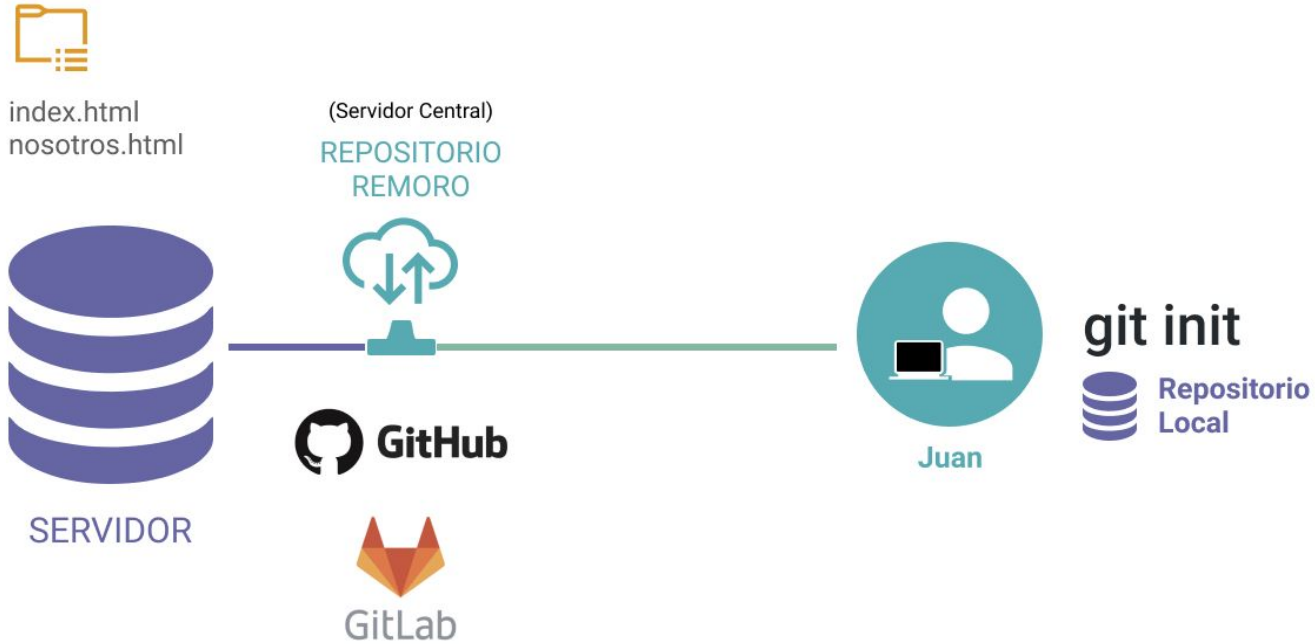 index.html
nosotros.html
(Servidor Central)
REPOSITORIO
REMORO
GitHub
GitLab
SERVIDOR
Juan
git init
Repositorio
Local